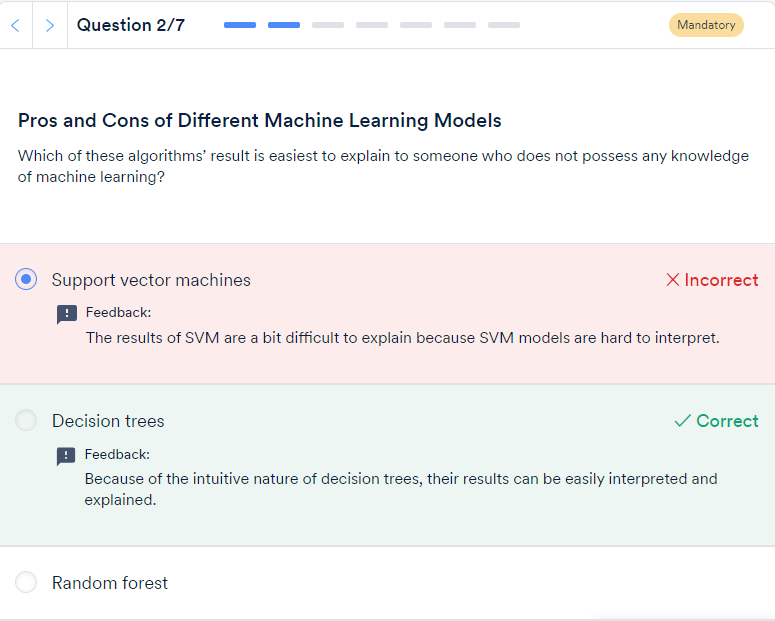 Question 2/7
Mandatory
Pros and Cons of Different Machine Learning Models
Which of these algorithms’ result is easiest to explain to someone who does not possess any knowledge
of machine learning?
Support vector machines
Incorrect
Feedback:
The results of SVM are a bit difficult to explain because SVM models are hard to interpret.
Decision trees
Correct
Feedback:
Because of the intuitive nature of decision trees, their results can be easily interpreted and
explained.
Random forest